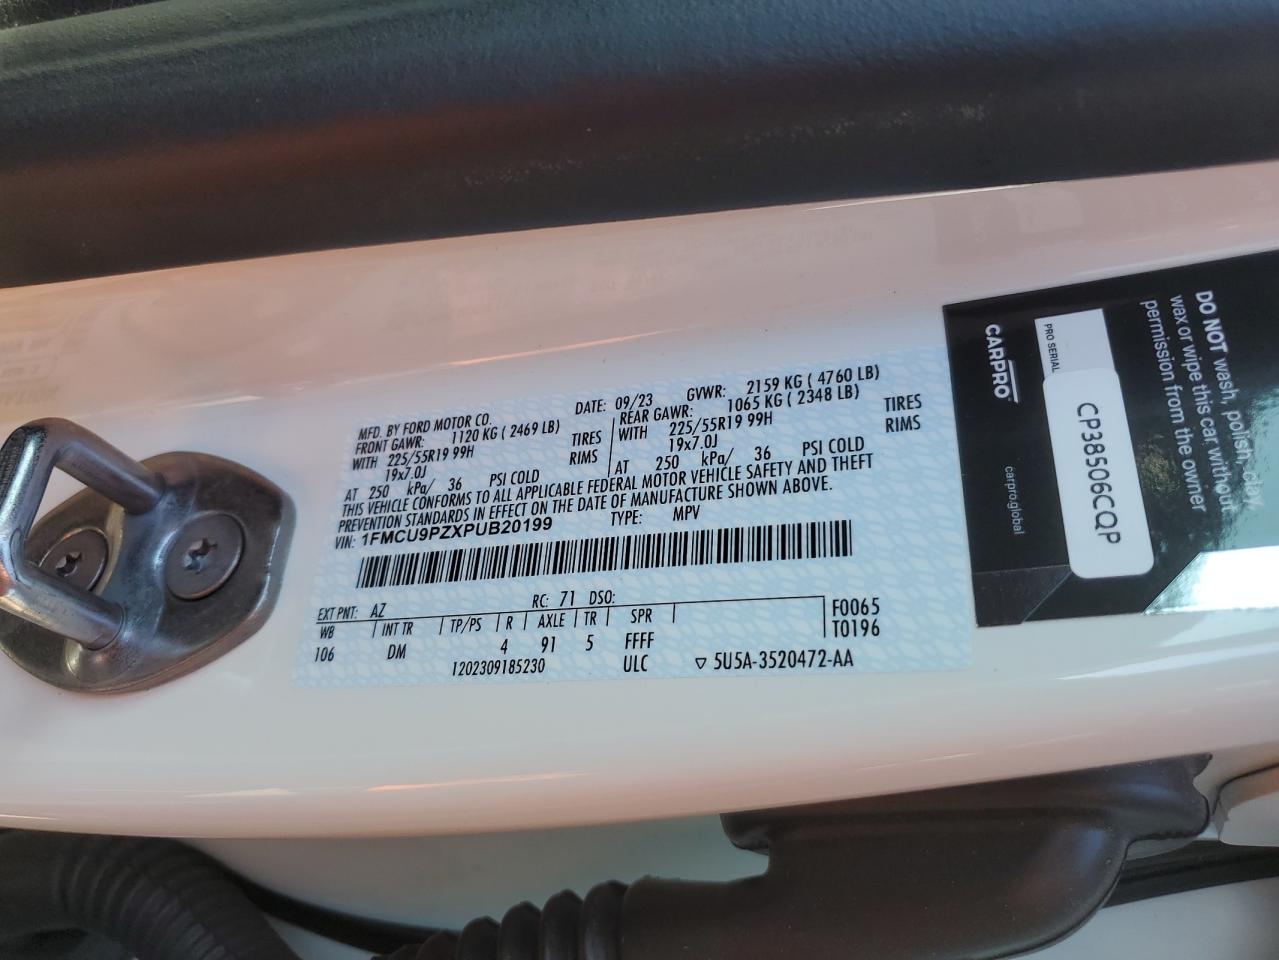 MFD. BY FORD MOTOR CO. DATE: 09/23 GVWR: 2159 KG ( 4760 LB)
FRONT GAWR: 1120 KG ( 2469 LB) REAR GAWR: 1065 KG ( 2348 LB)
WITH 225/55R19 99H TIRES WITH 225/55R19 99H TIRES
19x7.0J RIMS 19x7.0J RIMS
AT 250 kPa/ 36 PSI COLD AT 250 kPa/ 36 PSI COLD
THIS VEHICLE CONFORMS TO ALL APPLICABLE FEDERAL MOTOR VEHICLE SAFETY AND THEFT
PREVENTION STANDARDS IN EFFECT ON THE DATE OF MANUFACTURE SHOWN ABOVE.
VIN: 1FMCU9PZXPUB20199 TYPE: MPV
EXT PNT: AZ RC: 71 DSO: F0065
WB INT TR TP/PS R AXLE TR SPR T0196
106 DM 4 91 5 FFFF
1202309185230 ULC 5U5A-3520472-AA
CARPRO
carpro.global
PRO SERIAL
CP38506CQP
DO NOT wash, polish, clay,
wax or wipe this car without
permission from the owner